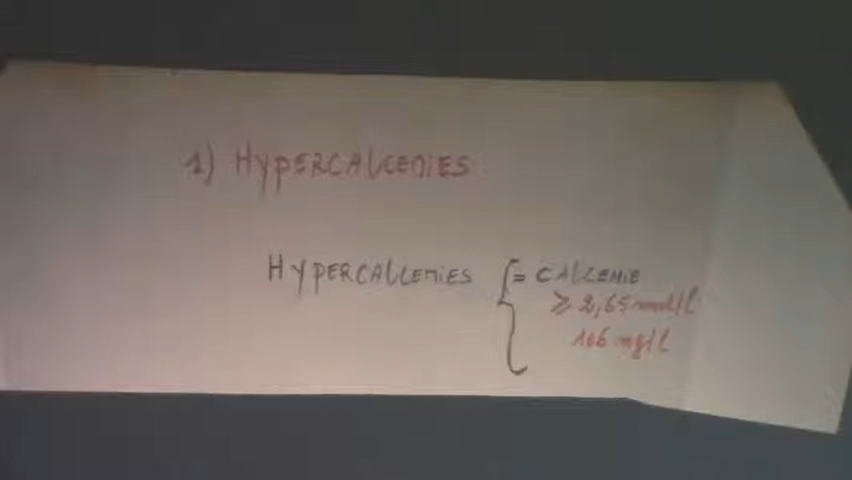 1) HYPERCALCEMIES
HYPERCALCEMIES { = CALCEMIE
≥ 2,65 mmol/l
106 mg/l